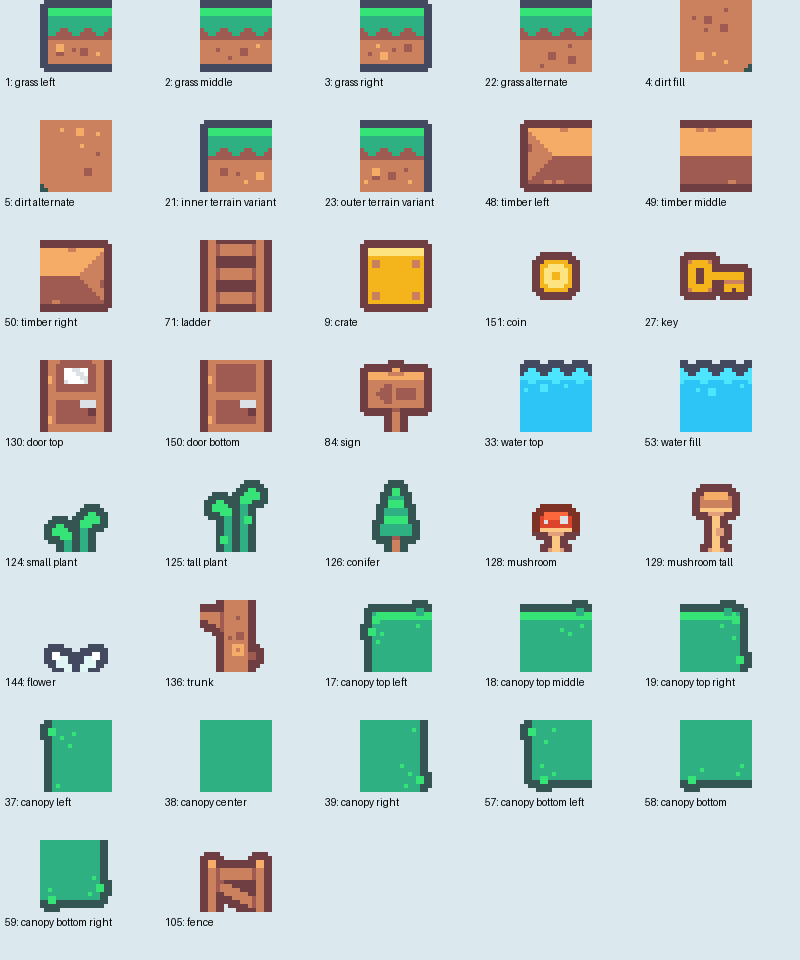 1: grass left
2: grass middle
3: grass right
22: grass alternate
4: dirt fill
5: dirt alternate
21: inner terrain variant
23: outer terrain variant
48: timber left
49: timber middle
50: timber right
71: ladder
9: crate
151: coin
27: key
130: door top
150: door bottom
84: sign
33: water top
53: water fill
124: small plant
125: tall plant
126: conifer
128: mushroom
129: mushroom tall
144: flower
136: trunk
17: canopy top left
18: canopy top middle
19: canopy top right
37: canopy left
38: canopy center
39: canopy right
57: canopy bottom left
58: canopy bottom
59: canopy bottom right
105: fence